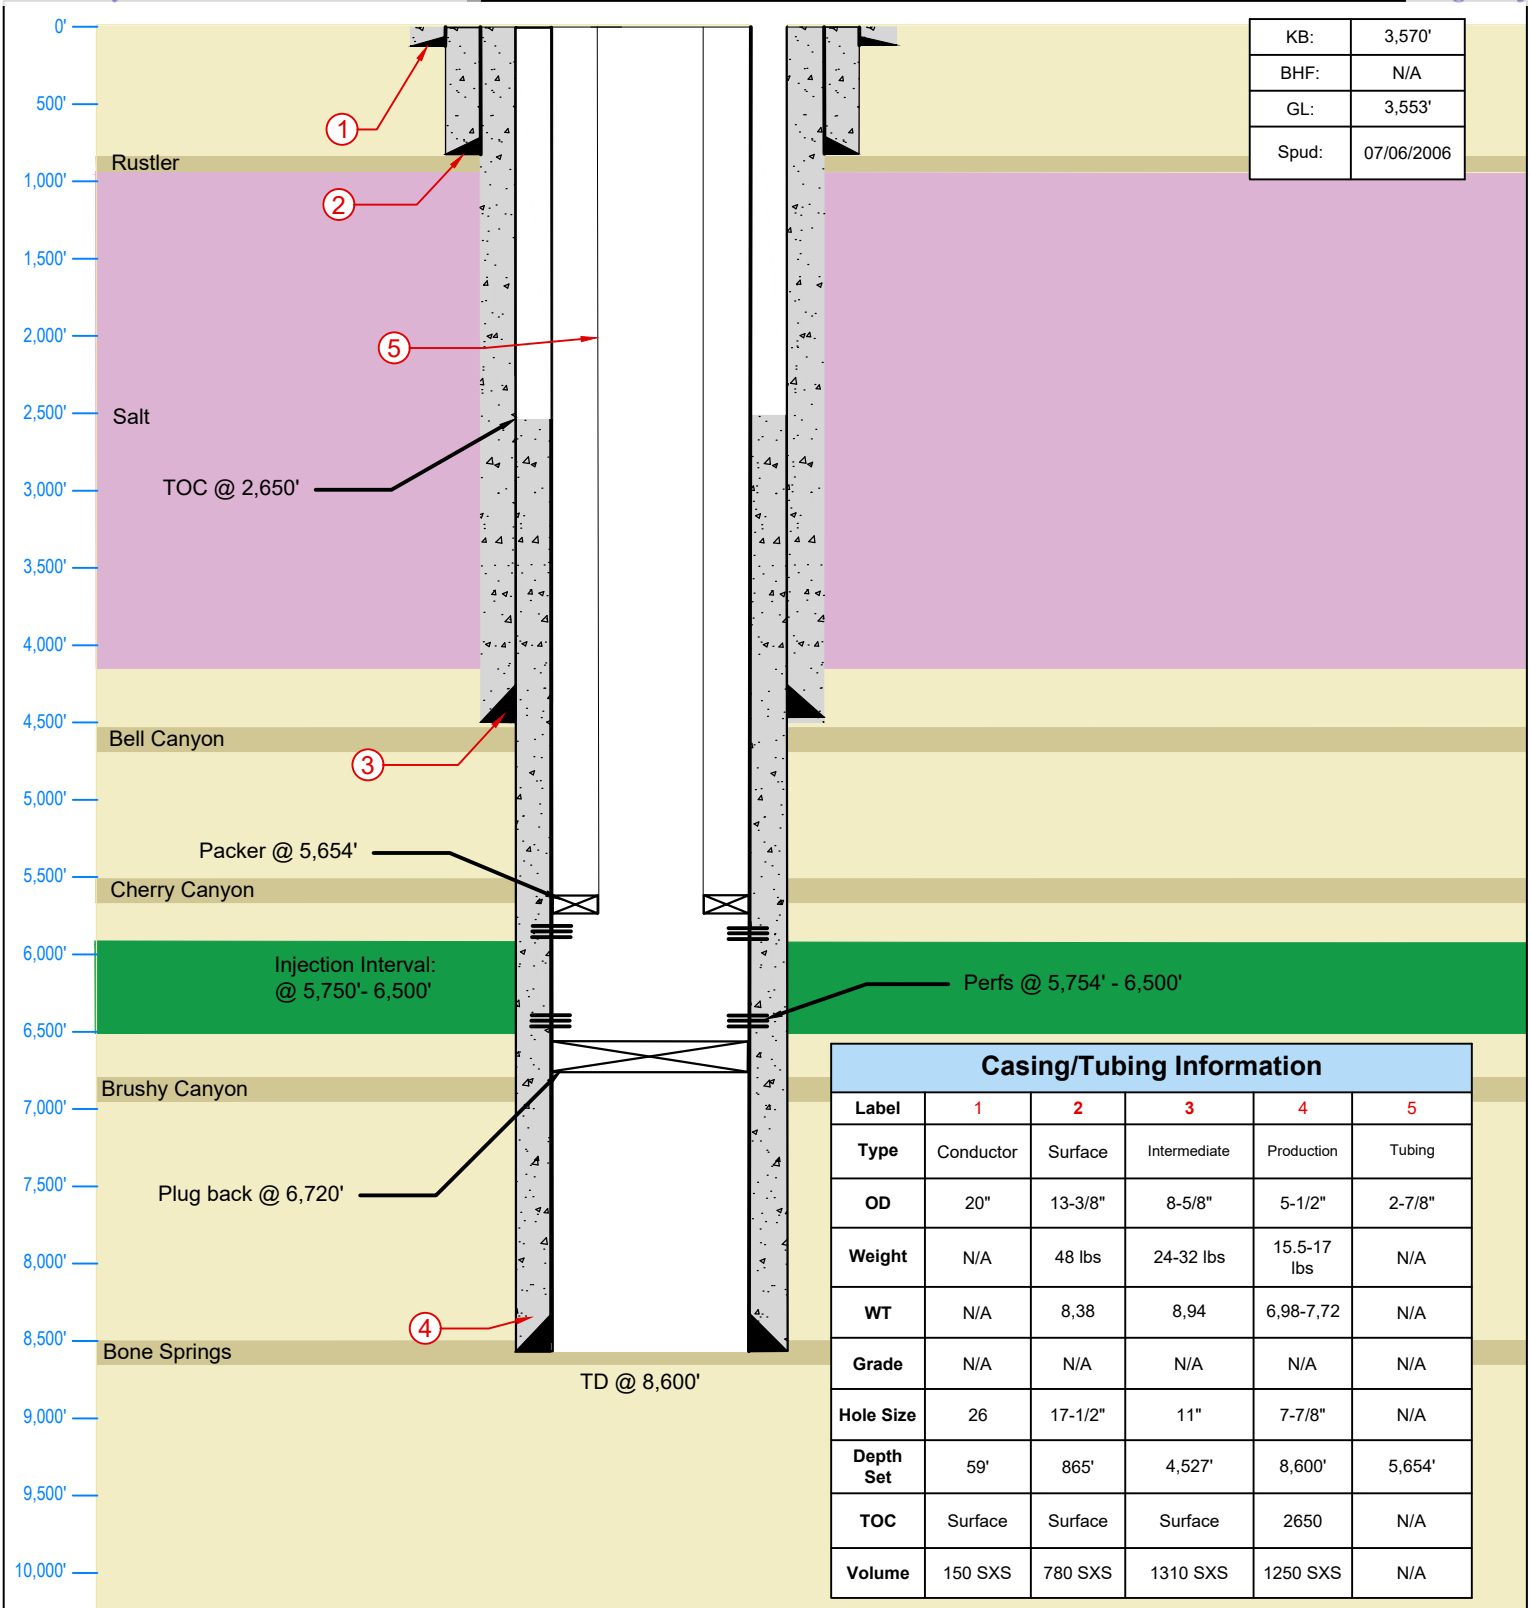 0'
500'
1,000'
1,500'
2,000'
2,500'
3,000'
3,500'
4,000'
4,500'
5,000'
5,500'
6,000'
6,500'
7,000'
7,500'
8,000'
8,500'
9,000'
9,500'
10,000'
KB: 3,570'
BHF: N/A
GL: 3,553'
Spud: 07/06/2006
1
Rustler
2
5
Salt
TOC @ 2,650'
Bell Canyon
3
Packer @ 5,654'
Cherry Canyon
Injection Interval:
@ 5,750'- 6,500'
Perfs @ 5,754' - 6,500'
Brushy Canyon
Plug back @ 6,720'
4
Bone Springs
TD @ 8,600'
Casing/Tubing Information
Label 1 2 3 4 5
Type Conductor Surface Intermediate Production Tubing
OD 20" 13-3/8" 8-5/8" 5-1/2" 2-7/8"
Weight N/A 48 lbs 24-32 lbs 15.5-17 lbs N/A
WT N/A 8,38 8,94 6,98-7,72 N/A
Grade N/A N/A N/A N/A N/A
Hole Size 26 17-1/2" 11" 7-7/8" N/A
Depth Set 59' 865' 4,527' 8,600' 5,654'
TOC Surface Surface Surface 2650 N/A
Volume 150 SXS 780 SXS 1310 SXS 1250 SXS N/A